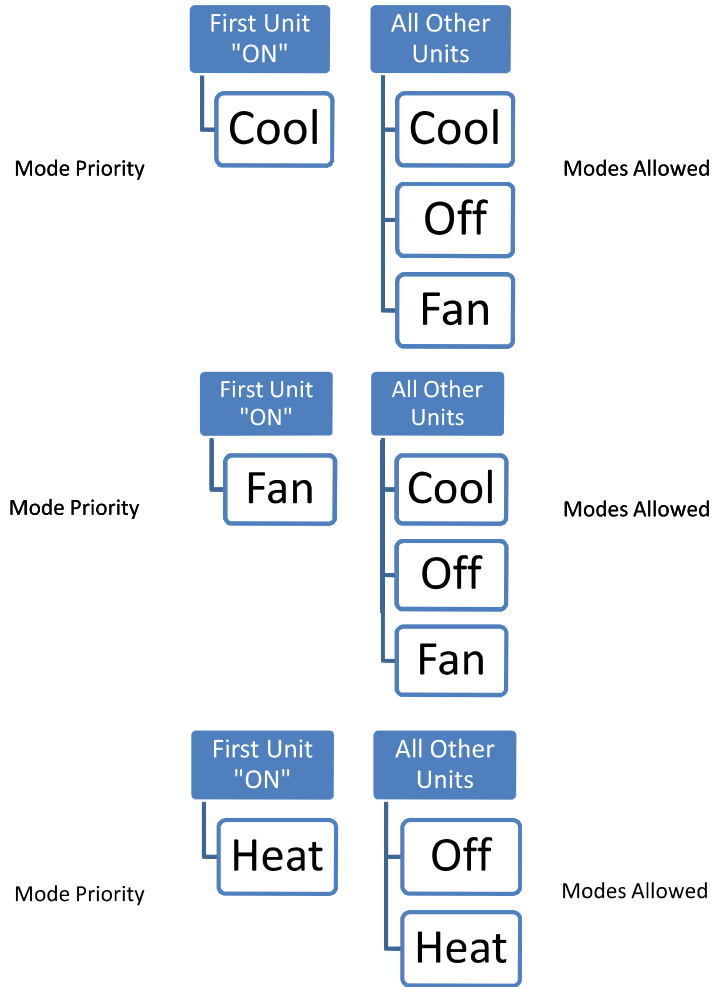 First Unit
"ON"
All Other
Units
Cool
Cool
Mode Priority
Modes Allowed
Off
Fan
First Unit
"ON"
All Other
Units
Fan
Cool
Mode Priority
Modes Allowed
Off
Fan
First Unit
"ON"
All Other
Units
Heat
Off
Mode Priority
Modes Allowed
Heat